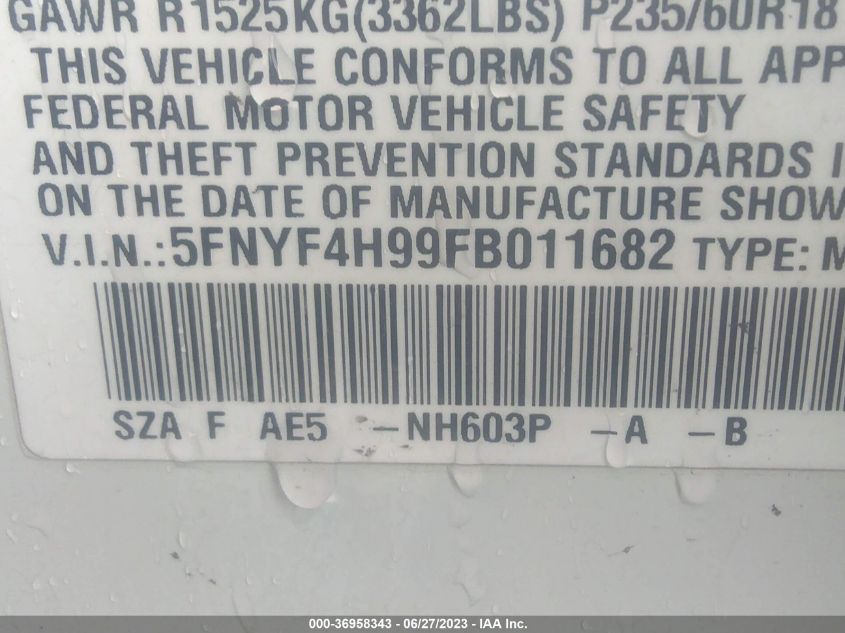 GAWR R1525KG(3362LBS) P235/60R18
THIS VEHICLE CONFORMS TO ALL APP
FEDERAL MOTOR VEHICLE SAFETY
AND THEFT PREVENTION STANDARDS I
ON THE DATE OF MANUFACTURE SHOW
V.I.N.:5FNYF4H99FB011682 TYPE: M
SZA F AE5 -NH603P -A -B
000-36958343 - 06/27/2023 - IAA Inc.